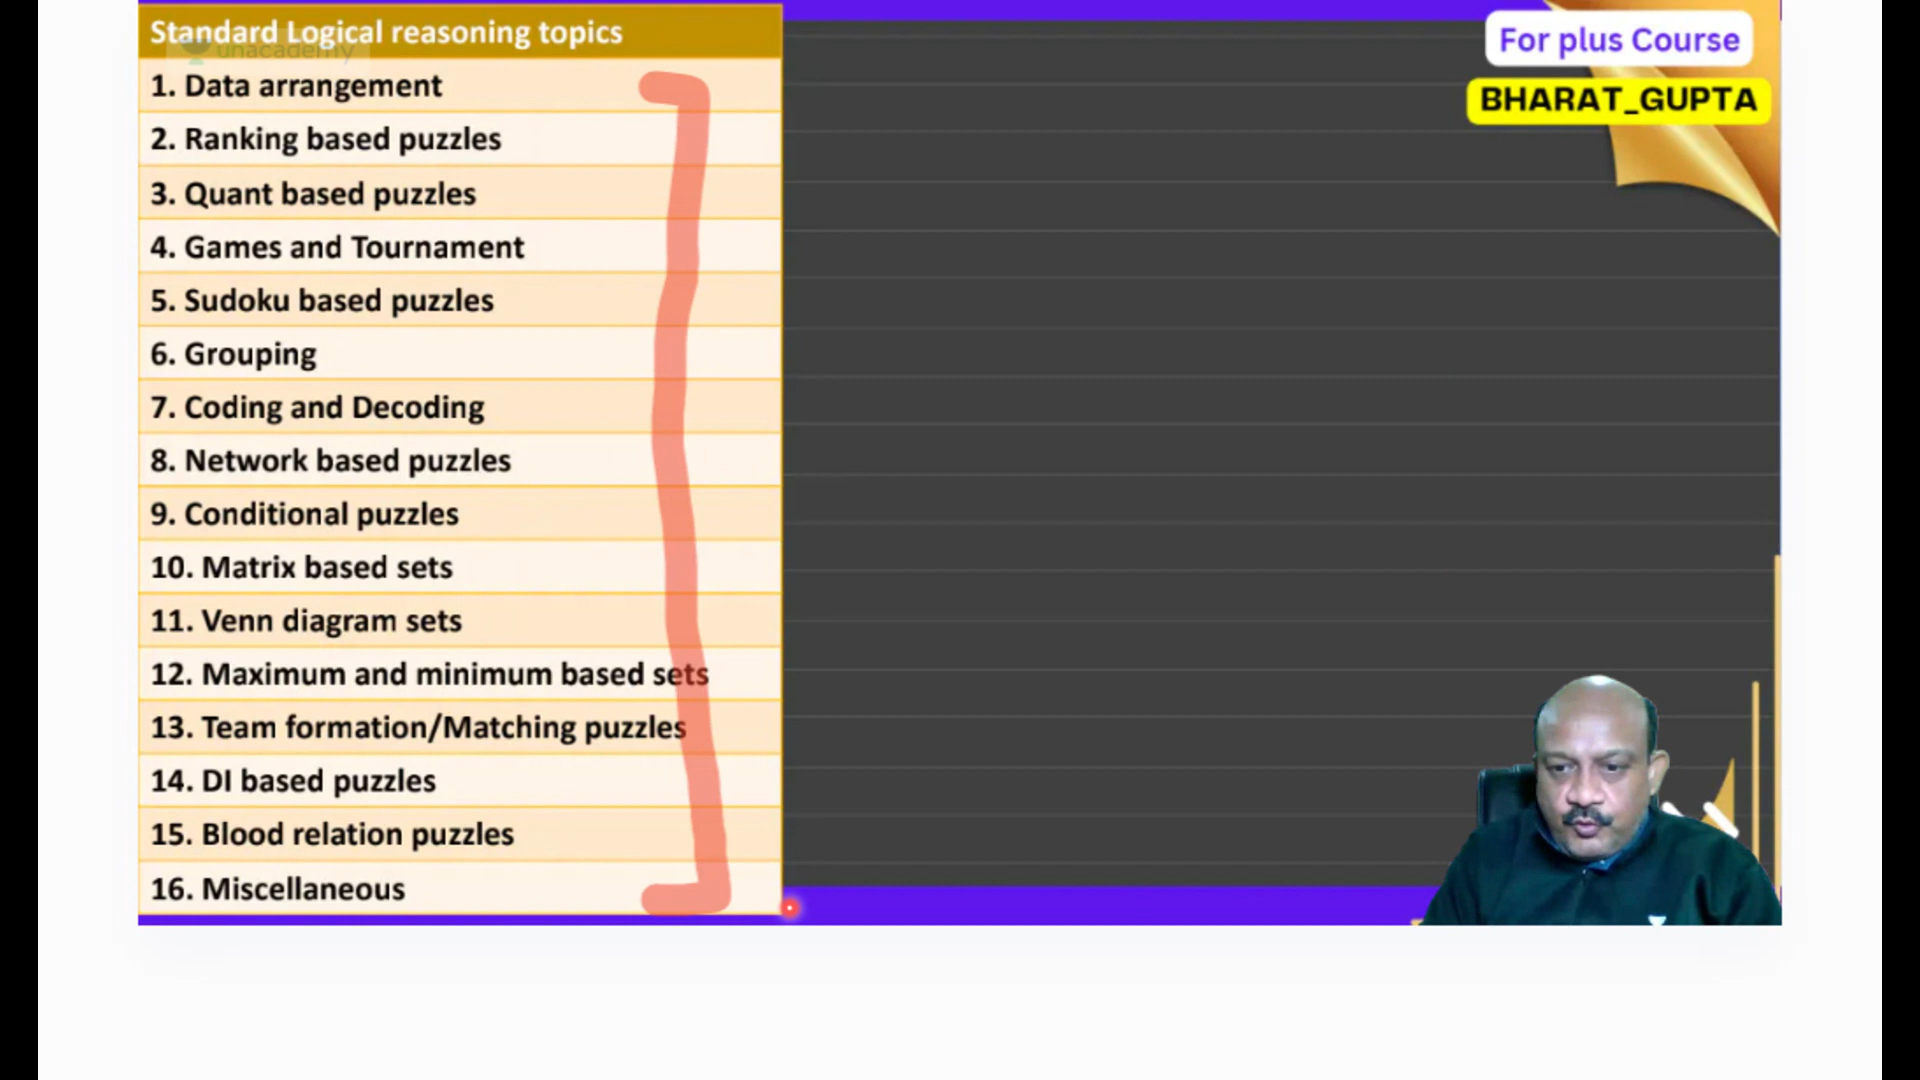 Standard Logical reasoning topics
unacademy
1. Data arrangement
2. Ranking based puzzles
3. Quant based puzzles
4. Games and Tournament
5. Sudoku based puzzles
6. Grouping
7. Coding and Decoding
8. Network based puzzles
9. Conditional puzzles
10. Matrix based sets
11. Venn diagram sets
12. Maximum and minimum based sets
13. Team formation/Matching puzzles
14. DI based puzzles
15. Blood relation puzzles
16. Miscellaneous
For plus Course
BHARAT_GUPTA